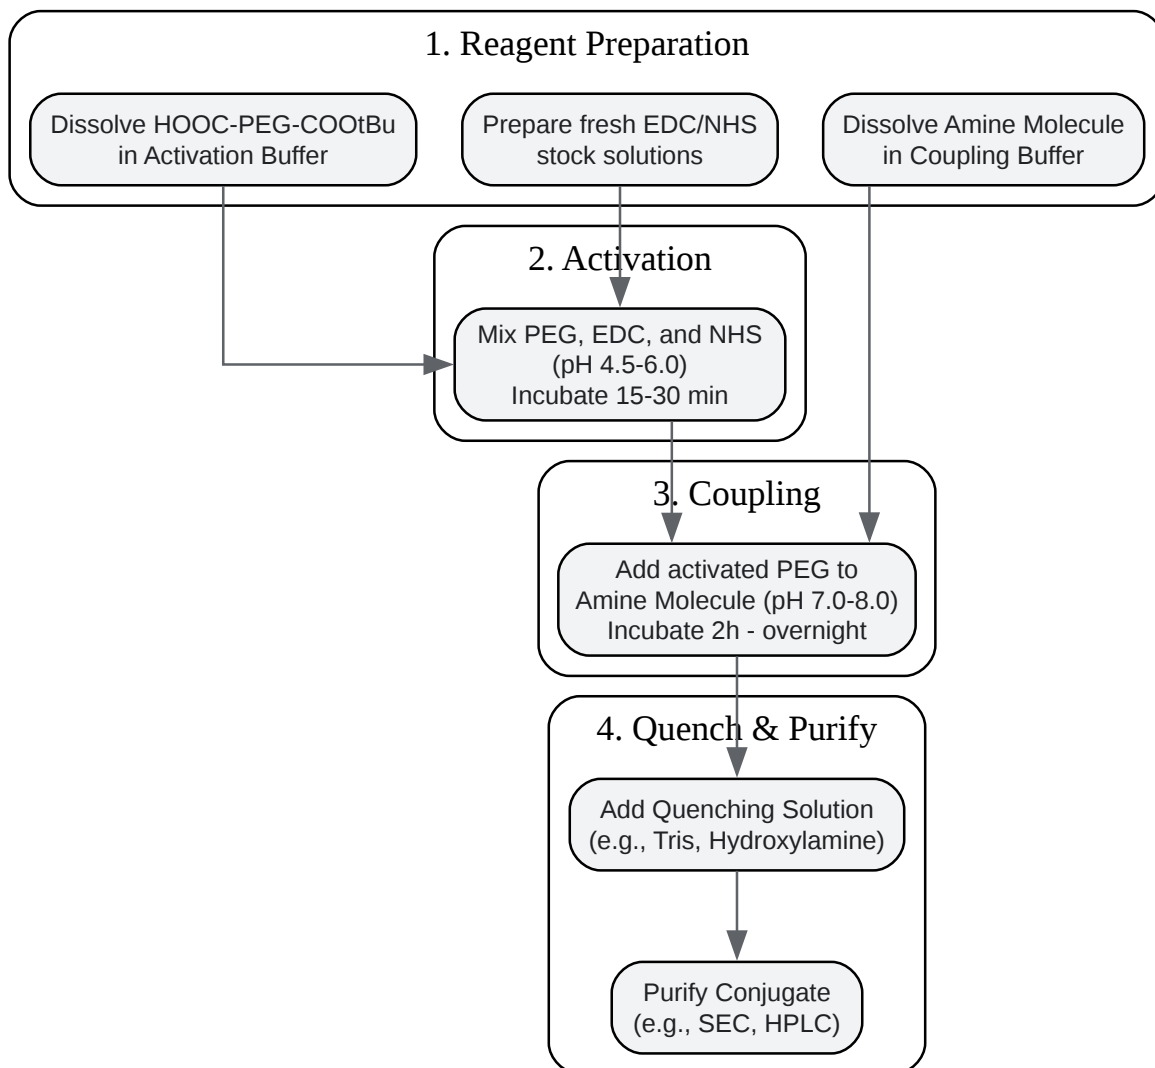 1. Reagent Preparation
Dissolve HOOC-PEG-COOtBu
in Activation Buffer
Prepare fresh EDC/NHS
stock solutions
Dissolve Amine Molecule
in Coupling Buffer
2. Activation
Mix PEG, EDC, and NHS
(pH 4.5-6.0)
Incubate 15-30 min
3. Coupling
Add activated PEG to
Amine Molecule (pH 7.0-8.0)
Incubate 2h - overnight
4. Quench & Purify
Add Quenching Solution
(e.g., Tris, Hydroxylamine)
Purify Conjugate
(e.g., SEC, HPLC)